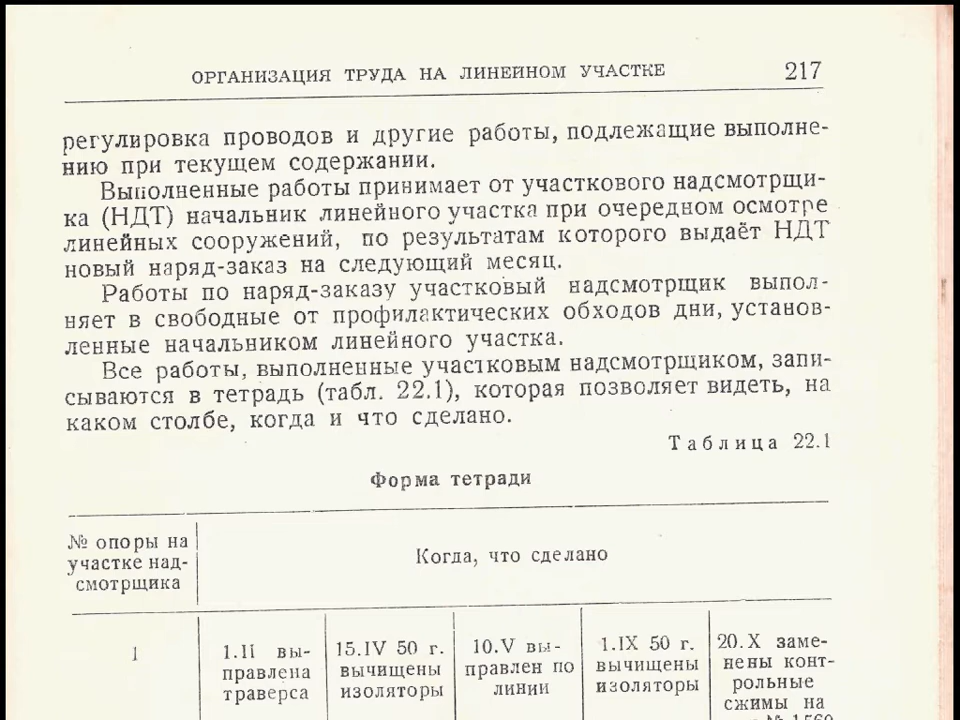 ОРГАНИЗАЦИЯ ТРУДА НА ЛИНЕЙНОМ УЧАСТКЕ 217
регулировка проводов и другие работы, подлежащие выполне-
нию при текущем содержании.
Выполненные работы принимает от участкового надсмотрщи-
ка (НДТ) начальник линейного участка при очередном осмотре
линейных сооружений, по результатам которого выдаёт НДТ
новый наряд-заказ на следующий месяц.
Работы по наряд-заказу участковый надсмотрщик выпол-
няет в свободные от профилактических обходов дни, установ-
ленные начальником линейного участка.
Все работы, выполненные участковым надсмотрщиком, запи-
сываются в тетрадь (табл. 22.1), которая позволяет видеть, на
каком столбе, когда и что сделано.
Таблица 22.1
Форма тетради
№ опоры на
участке над-
смотрщика
Когда, что сделано
1
1.II вы-
правлена
траверса
15.IV 50 г.
вычищены
изоляторы
10.V вы-
правлен по
линии
1.IX 50 г.
вычищены
изоляторы
20.X заме-
нены конт-
рольные
сжимы на
№ 1560